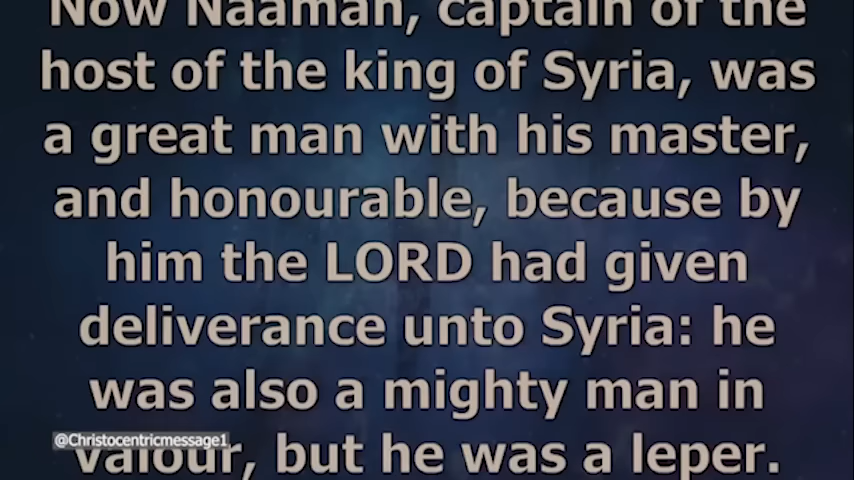 Now Naaman, captain of the
host of the king of Syria, was
a great man with his master,
and honourable, because by
him the LORD had given
deliverance unto Syria: he
was also a mighty man in
@Christocentricmessage1
valour, but he was a leper.